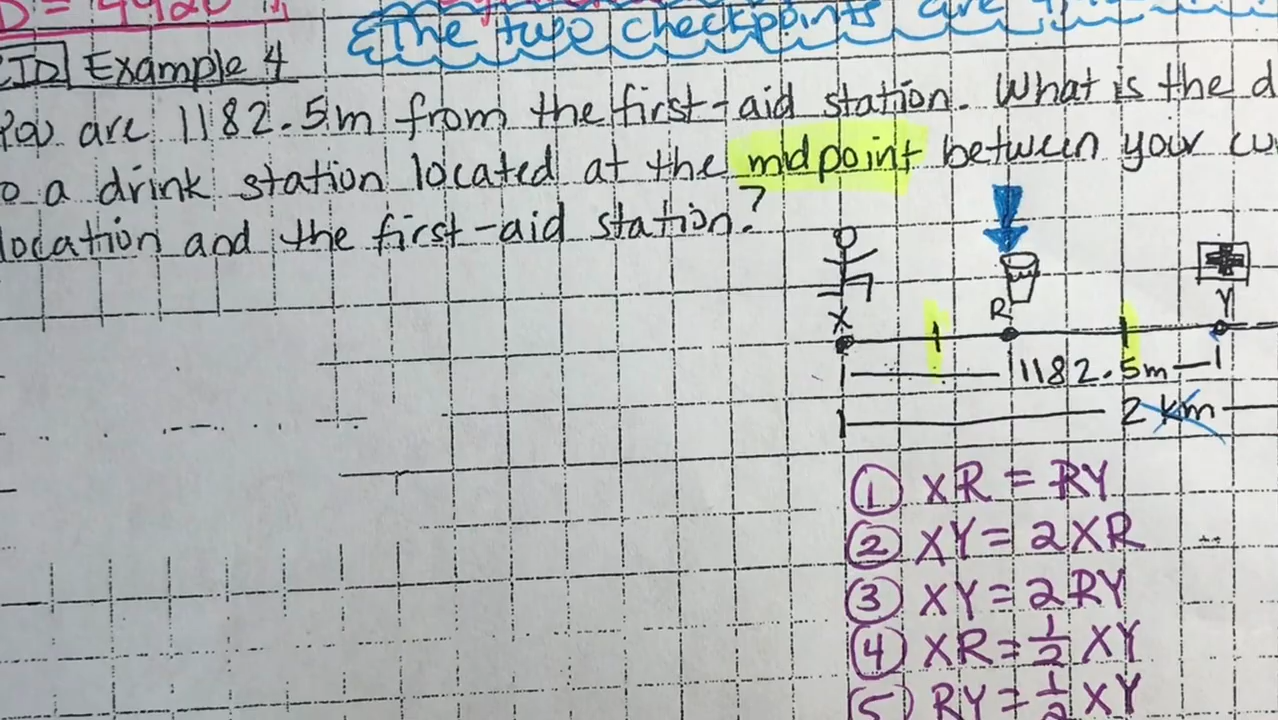 D = 4420
{The two checkpoints are
Example 4
You are 1182.5m from the first-aid station. What is the d
o a drink station located at the midpoint between your cu
location and the first-aid station?
X R Y
1182.5m
2 km
① XR = RY
② XY = 2XR
③ XY = 2RY
④ XR = 1/2 XY
⑤ RY = 1/2 XY